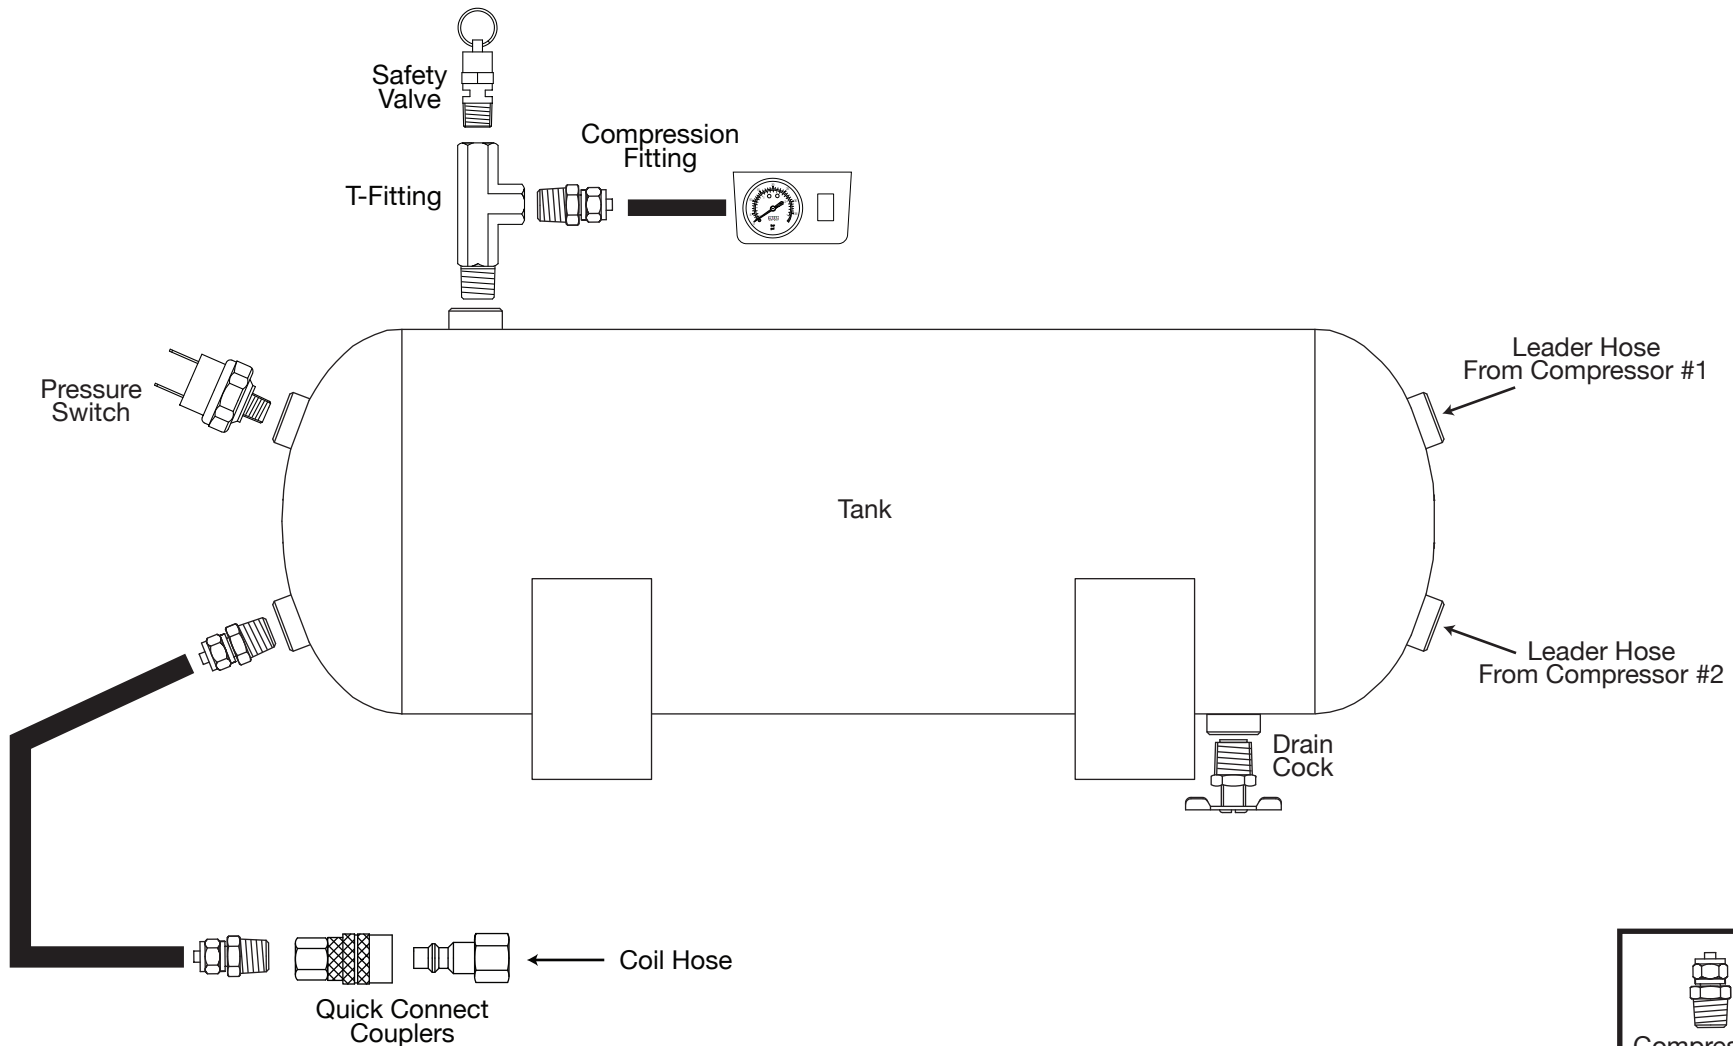 Safety
Valve
Compression
Fitting
T-Fitting
Pressure
Switch
Leader Hose
From Compressor #1
Tank
Leader Hose
From Compressor #2
Drain
Cock
Coil Hose
Quick Connect
Couplers